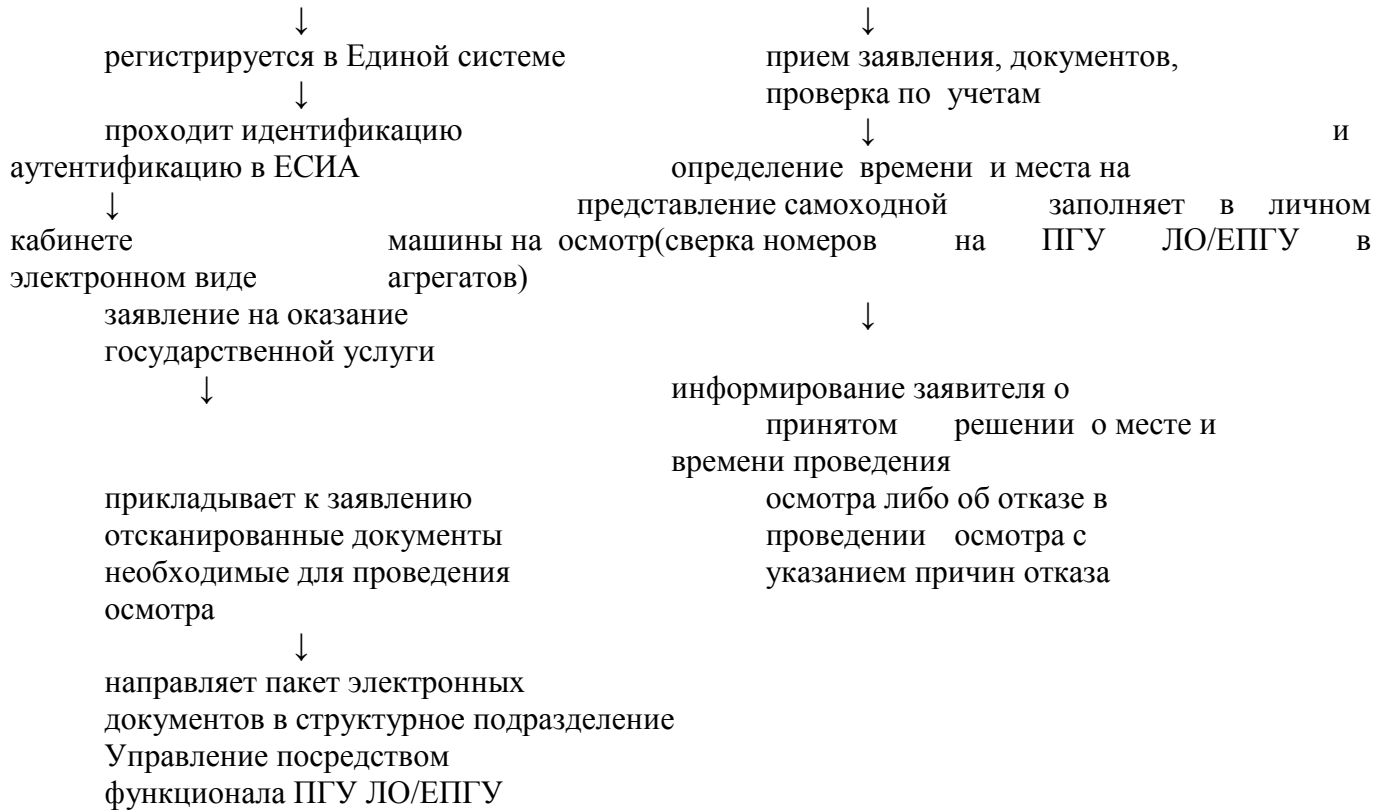 ↓ ↓
регистрируется в Единой системе прием заявления, документов,
↓ проверка по учетам
проходит идентификацию ↓ и
аутентификацию в ЕСИА определение времени и места на
↓ представление самоходной заполняет в личном
кабинете машины на осмотр(сверка номеров на ПГУ ЛО/ЕПГУ в
электронном виде агрегатов)
заявление на оказание ↓
государственной услуги
↓ информирование заявителя о
принятом решении о месте и
времени проведения
прикладывает к заявлению осмотра либо об отказе в
отсканированные документы проведении осмотра с
необходимые для проведения указанием причин отказа
осмотра
↓
направляет пакет электронных
документов в структурное подразделение
Управление посредством
функционала ПГУ ЛО/ЕПГУ